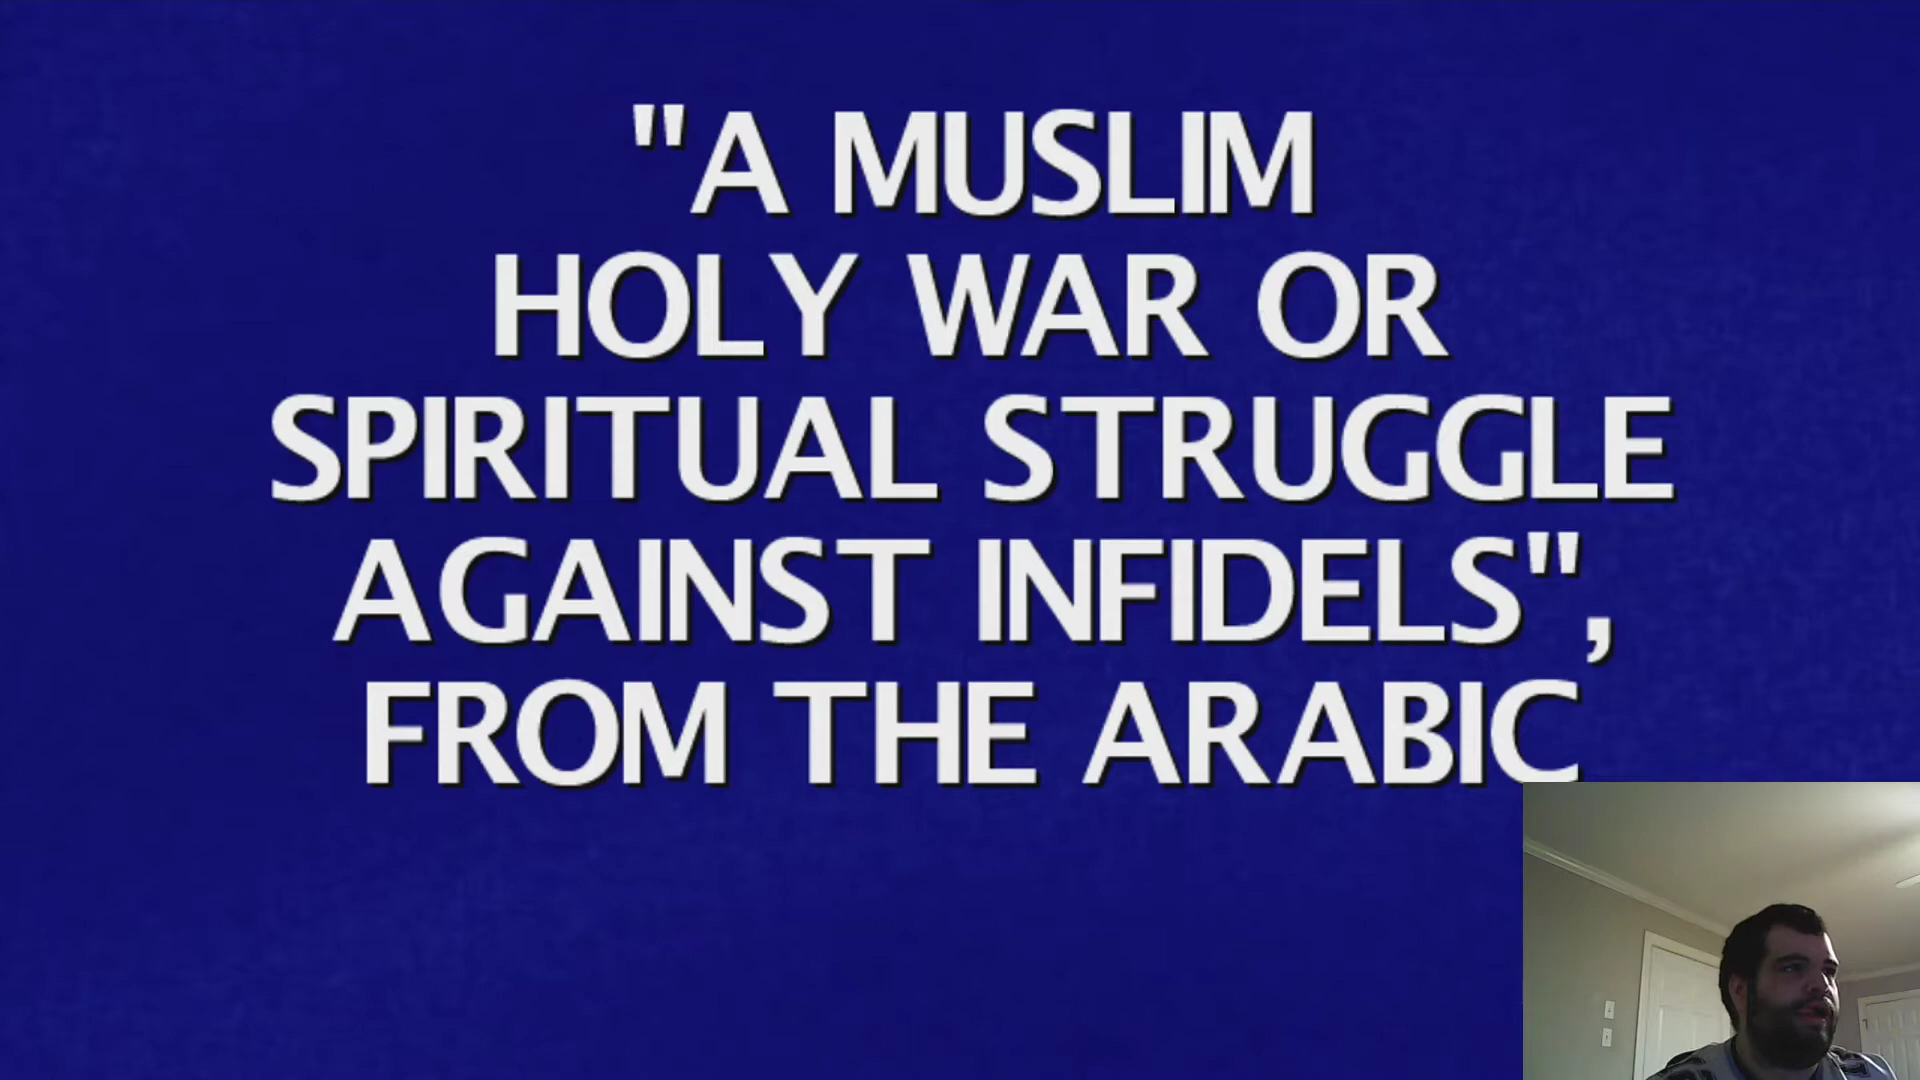 "A MUSLIM
HOLY WAR OR
SPIRITUAL STRUGGLE
AGAINST INFIDELS",
FROM THE ARABIC